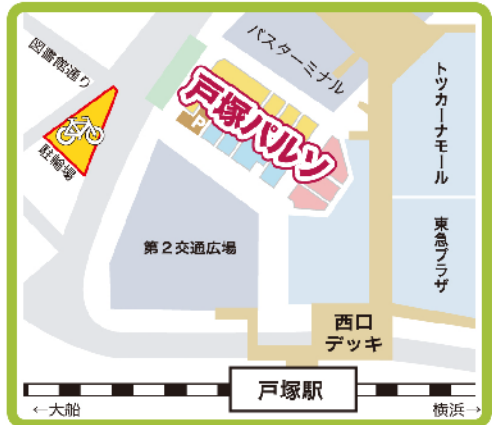 図書館通り
駐輪場
バスターミナル
戸塚パルソ
P
トツカーナモール
第2交通広場
東急プラザ
西口
デッキ
戸塚駅
←大船
横浜→